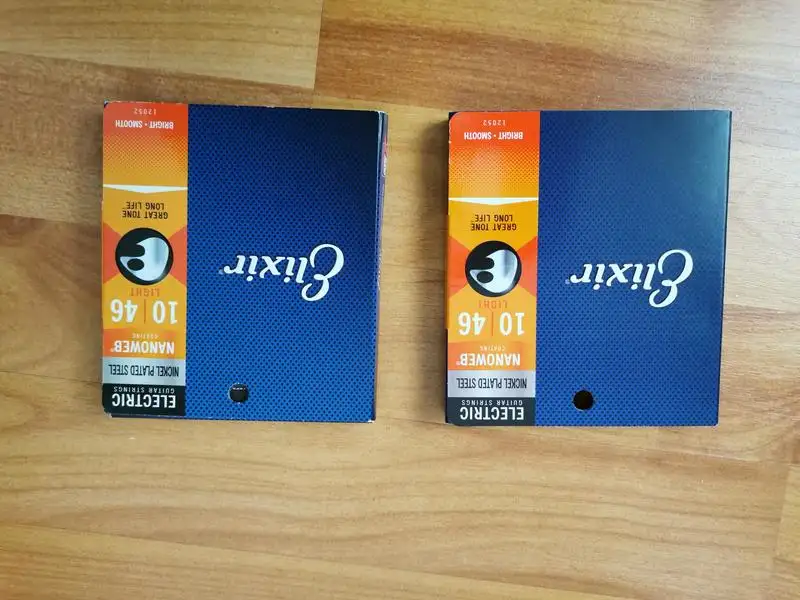 Elixir®
ELECTRIC
GUITAR STRINGS
NICKEL PLATED STEEL
NANOWEB®
COATING
10|46
LIGHT
GREAT TONE
LONG LIFE™
BRIGHT • SMOOTH
12052
Elixir®
ELECTRIC
GUITAR STRINGS
NICKEL PLATED STEEL
NANOWEB®
COATING
10|46
LIGHT
GREAT TONE
LONG LIFE™
BRIGHT • SMOOTH
12052